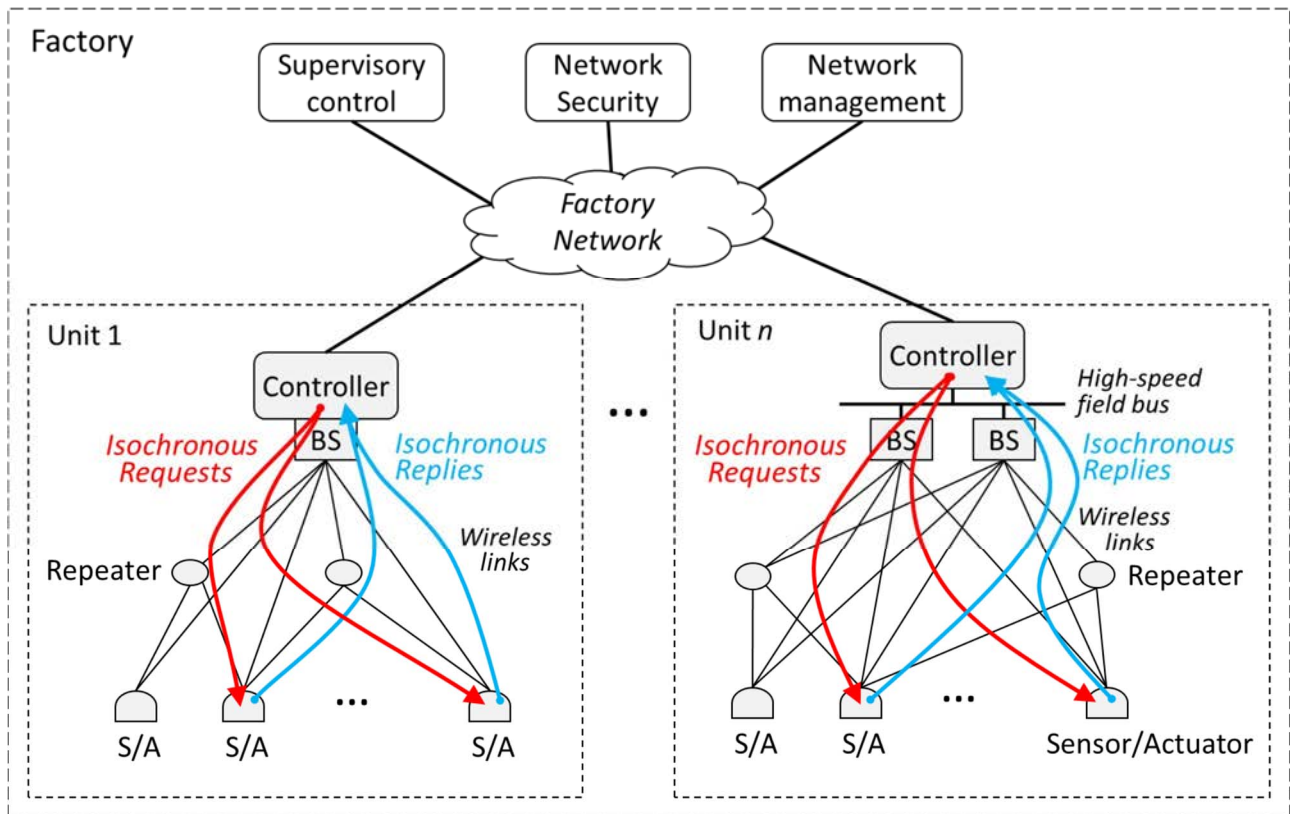 Factory
Supervisory
control
Network
Security
Network
management
Factory
Network
Unit 1
Controller
BS
Isochronous
Requests
Isochronous
Replies
Wireless
links
Repeater
...
S/A
S/A
...
S/A
Unit n
Controller
High-speed
field bus
BS
BS
Isochronous
Requests
Isochronous
Replies
Wireless
links
Repeater
...
S/A
S/A
Sensor/Actuator